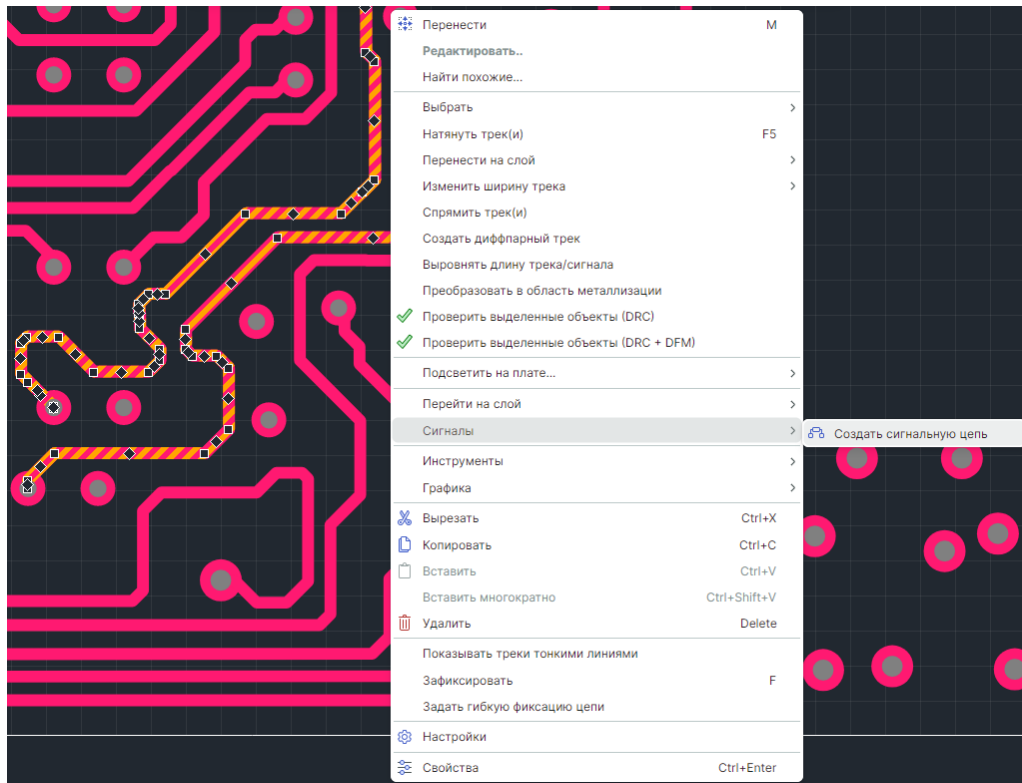 Перенести M
Редактировать..
Найти похожие...
Выбрать
Натянуть трек(и) F5
Перенести на слой
Изменить ширину трека
Спрямить трек(и)
Создать диффпарный трек
Выровнять длину трека/сигнала
Преобразовать в область металлизации
Проверить выделенные объекты (DRC)
Проверить выделенные объекты (DRC + DFM)
Подсветить на плате...
Перейти на слой
Сигналы
Создать сигнальную цепь
Инструменты
Графика
Вырезать Ctrl+X
Копировать Ctrl+C
Вставить Ctrl+V
Вставить многократно Ctrl+Shift+V
Удалить Delete
Показывать треки тонкими линиями
Зафиксировать F
Задать гибкую фиксацию цепи
Настройки
Свойства Ctrl+Enter